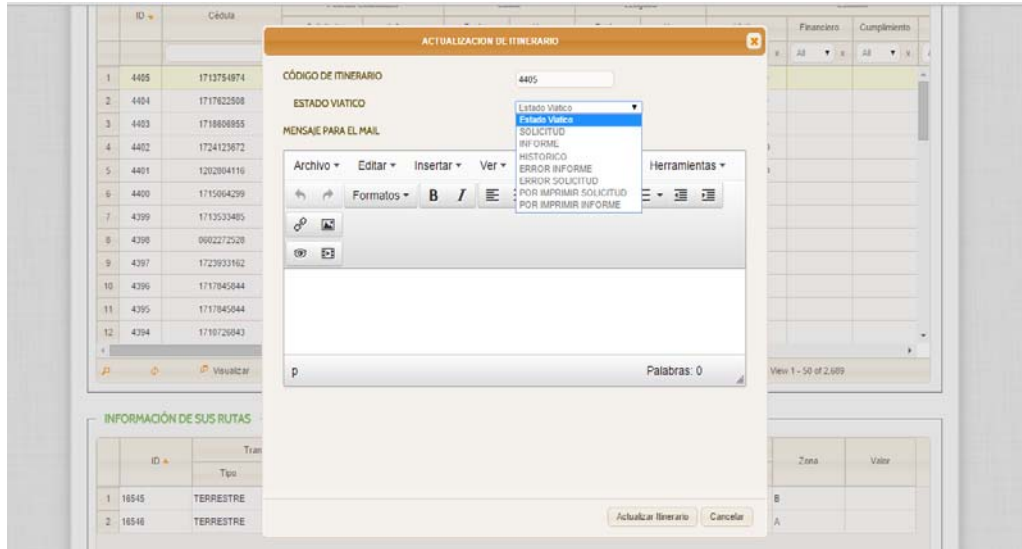 ID Cédula
Financiero Cumplimiento
All x All x
ACTUALIZACION DE ITINERARIO
CÓDIGO DE ITINERARIO 4405
ESTADO VIATICO Estado Viatico
Estado Viatico
SOLICITUD
INFORME
HISTORICO
ERROR INFORME
ERROR SOLICITUD
POR IMPRIMIR SOLICITUD
POR IMPRIMIR INFORME
MENSAJE PARA EL MAIL
Archivo Editar Insertar Ver Herramientas
Formatos B I
p Palabras: 0
Actualizar Itinerario Cancelar
1 4405 1713754974
2 4404 1717622508
3 4403 1718606955
4 4402 1724123672
5 4401 1202804116
6 4400 1715064299
7 4399 1713533485
8 4398 0602272528
9 4397 1723933162
10 4396 1717845844
11 4395 1717845844
12 4394 1710726843
Visualizar View 1 - 50 of 2,689
INFORMACIÓN DE SUS RUTAS
ID Tran Zona Valor
Tipo
1 16545 TERRESTRE B
2 16546 TERRESTRE A